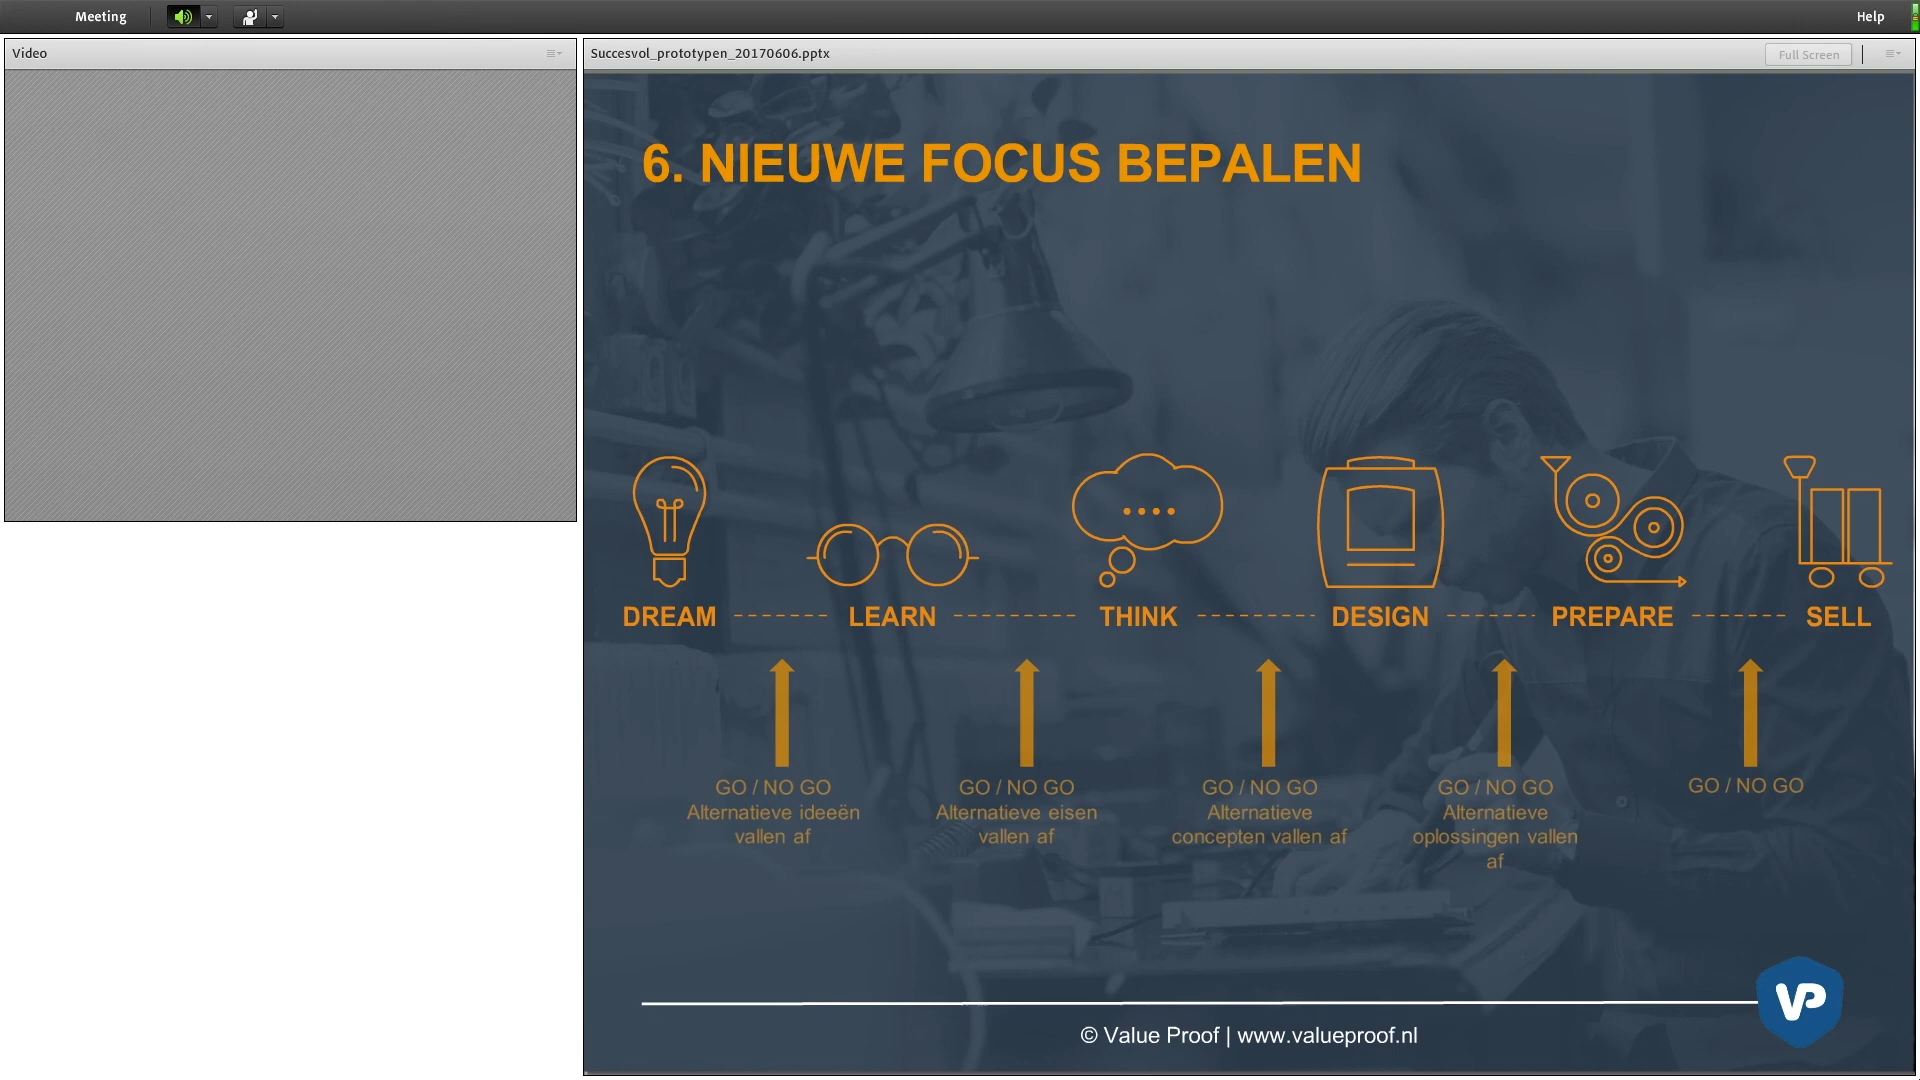 Meeting
Help
Video
Succesvol_prototypen_20170606.pptx
Full Screen
6. NIEUWE FOCUS BEPALEN
DREAM
LEARN
THINK
DESIGN
PREPARE
SELL
GO / NO GO
Alternatieve ideeën
vallen af
GO / NO GO
Alternatieve eisen
vallen af
GO / NO GO
Alternatieve
concepten vallen af
GO / NO GO
Alternatieve
oplossingen vallen
af
GO / NO GO
VP
© Value Proof | www.valueproof.nl